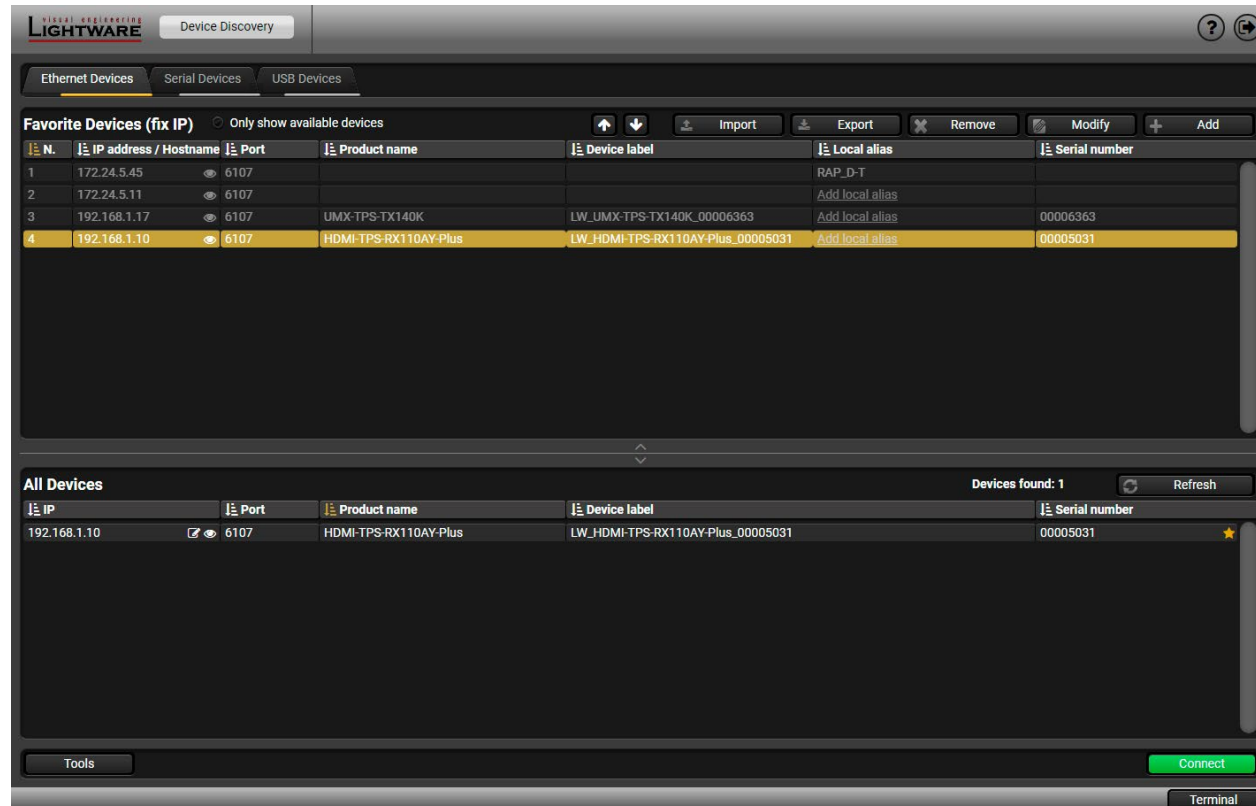 visual engineering
LIGHTWARE Device Discovery ?
Ethernet Devices Serial Devices USB Devices
Favorite Devices (fix IP) Only show available devices Import Export Remove Modify Add
N. IP address / Hostname Port Product name Device label Local alias Serial number
1 172.24.5.45 6107 RAP_D-T
2 172.24.5.11 6107 Add local alias
3 192.168.1.17 6107 UMX-TPS-TX140K LW_UMX-TPS-TX140K_00006363 Add local alias 00006363
4 192.168.1.10 6107 HDMI-TPS-RX110AY-Plus LW_HDMI-TPS-RX110AY-Plus_00005031 Add local alias 00005031
All Devices Devices found: 1 Refresh
IP Port Product name Device label Serial number
192.168.1.10 6107 HDMI-TPS-RX110AY-Plus LW_HDMI-TPS-RX110AY-Plus_00005031 00005031
Tools Connect
Terminal